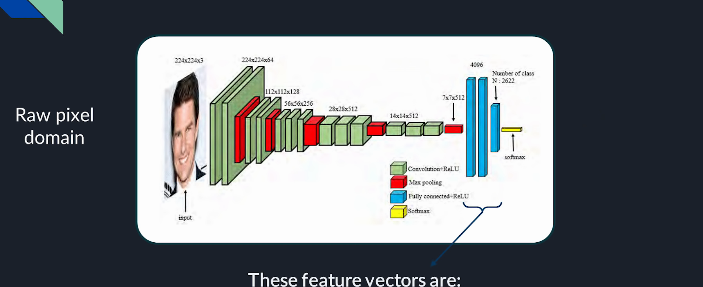 Raw pixel
domain
224x224x3
224x224x64
112x112x128
56x56x256
28x28x512
14x14x512
7x7x512
4096
Number of class
N : 2622
softmax
input
Convolution+ReLU
Max pooling
Fully connected+ReLU
Softmax
These feature vectors are: